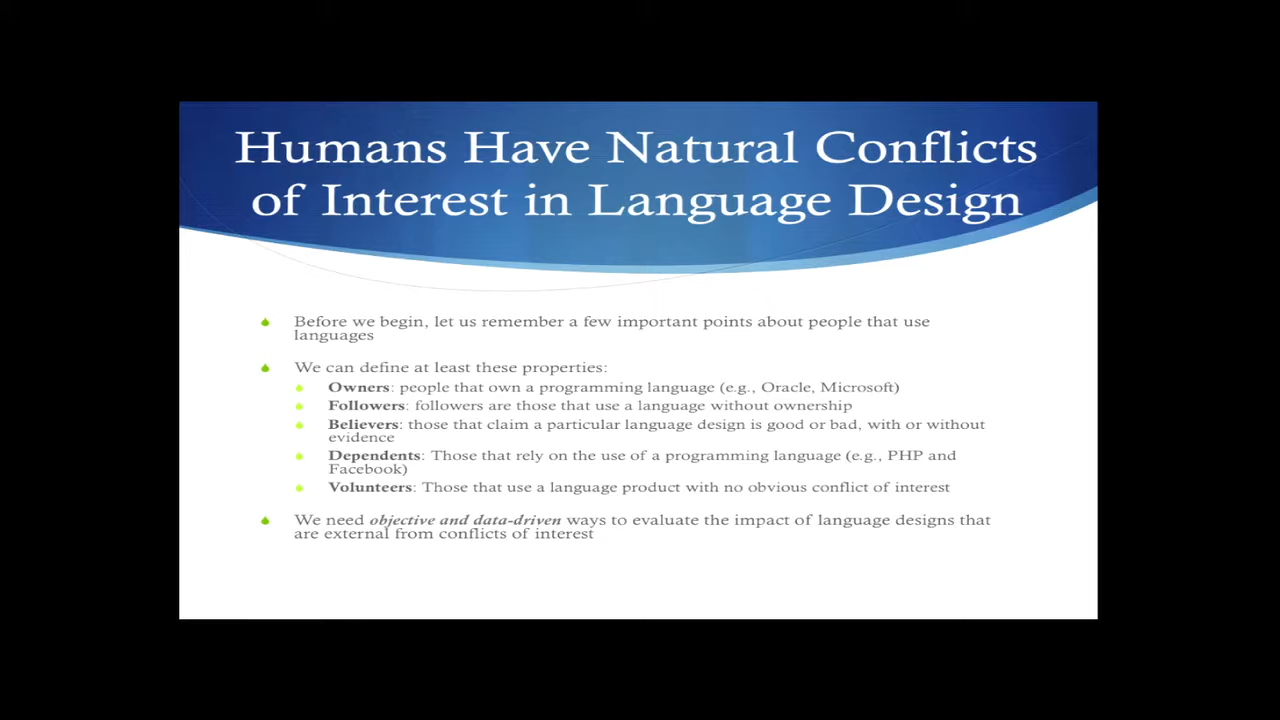 Humans Have Natural Conflicts
of Interest in Language Design
Before we begin, let us remember a few important points about people that use
languages
We can define at least these properties:
Owners: people that own a programming language (e.g., Oracle, Microsoft)
Followers: followers are those that use a language without ownership
Believers: those that claim a particular language design is good or bad, with or without
evidence
Dependents: Those that rely on the use of a programming language (e.g., PHP and
Facebook)
Volunteers: Those that use a language product with no obvious conflict of interest
We need objective and data-driven ways to evaluate the impact of language designs that
are external from conflicts of interest